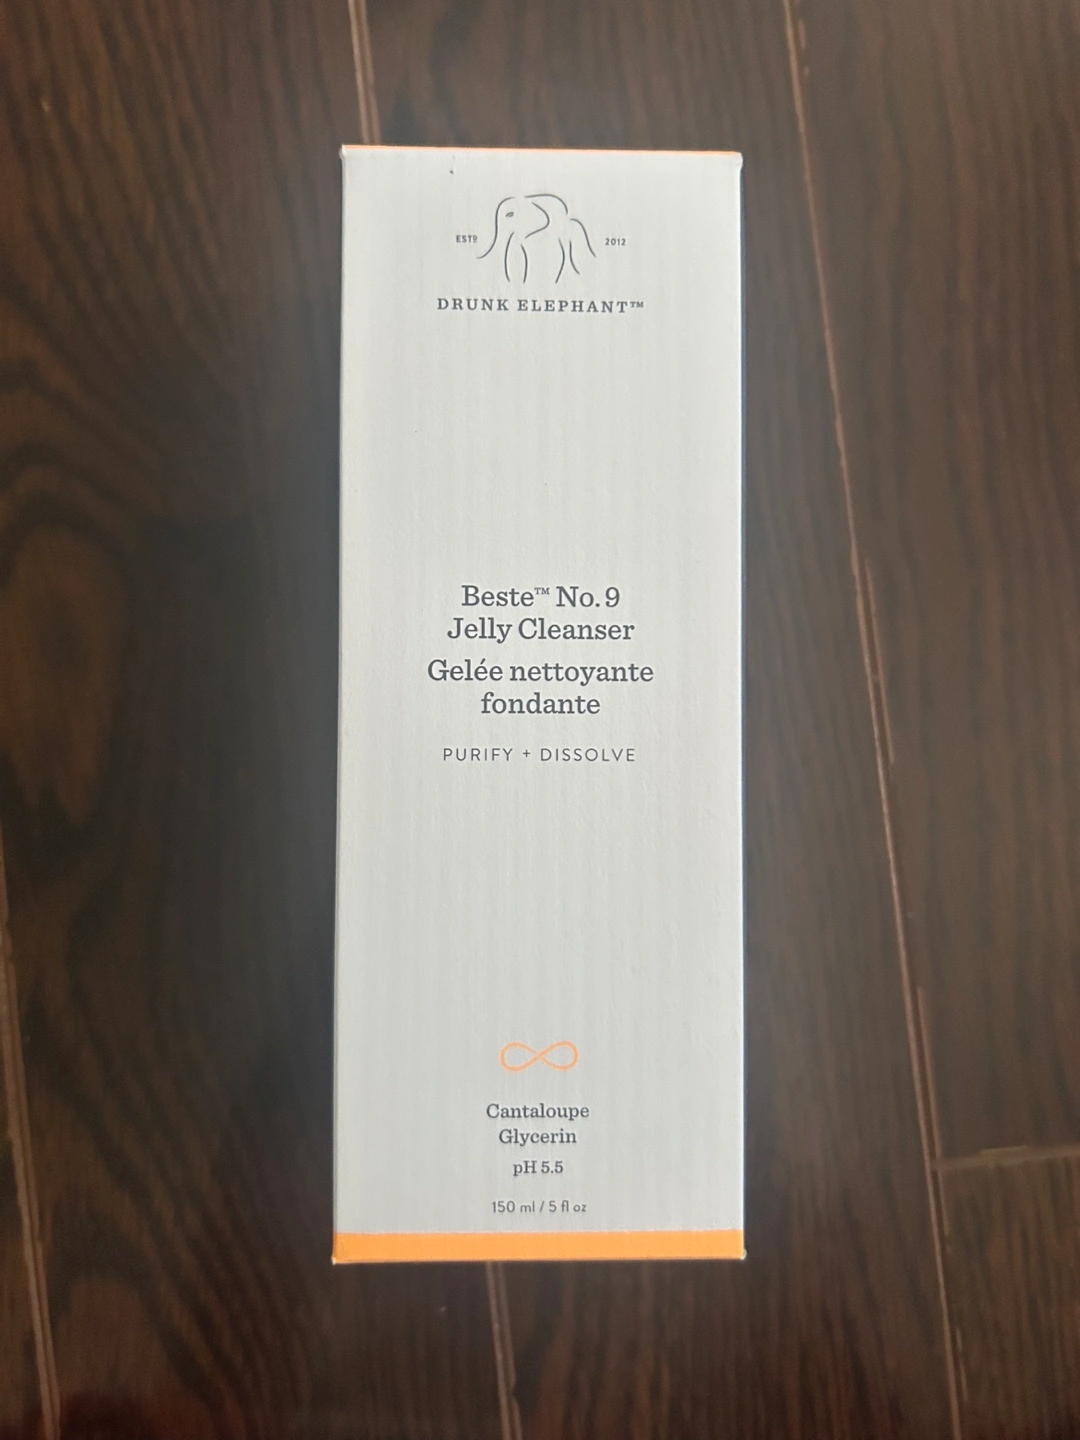 ESTD 2012
DRUNK ELEPHANT™
Beste™ No. 9
Jelly Cleanser
Gelée nettoyante
fondante
PURIFY + DISSOLVE
Cantaloupe
Glycerin
pH 5.5
150 ml / 5 fl oz